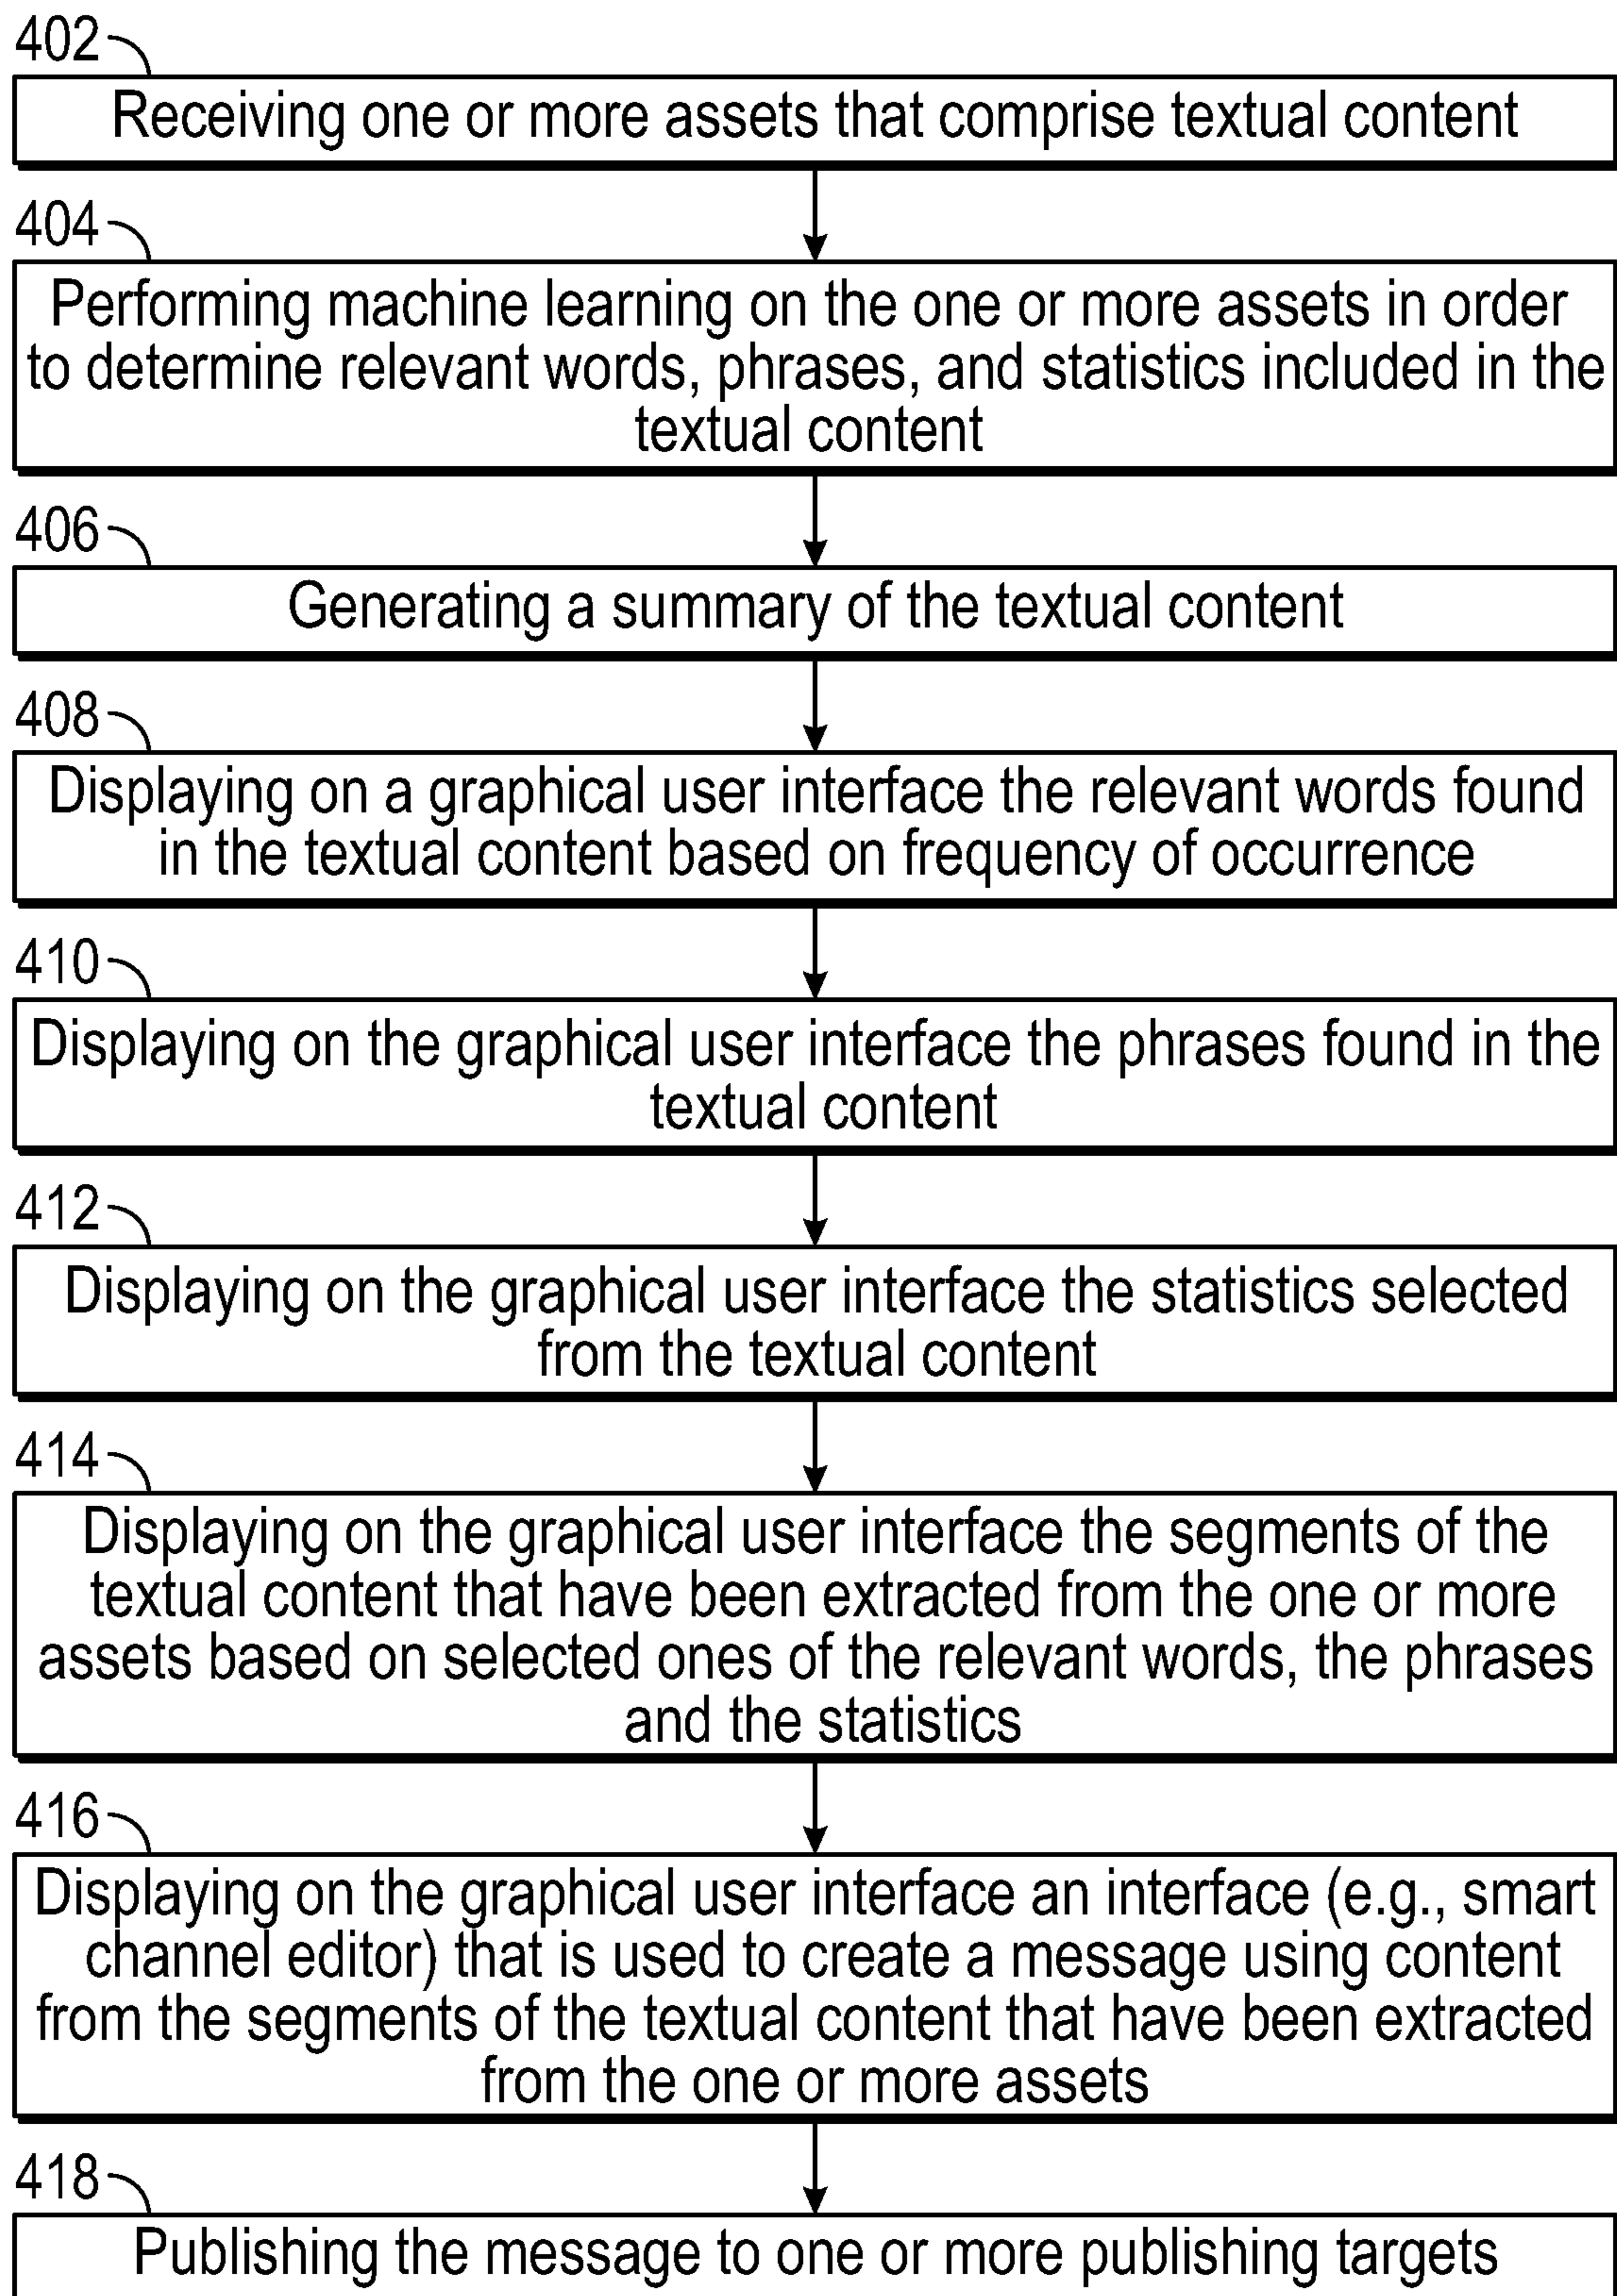 402
Receiving one or more assets that comprise textual content
404
Performing machine learning on the one or more assets in order
to determine relevant words, phrases, and statistics included in the
textual content
406
Generating a summary of the textual content
408
Displaying on a graphical user interface the relevant words found
in the textual content based on frequency of occurrence
410
Displaying on the graphical user interface the phrases found in the
textual content
412
Displaying on the graphical user interface the statistics selected
from the textual content
414
Displaying on the graphical user interface the segments of the
textual content that have been extracted from the one or more
assets based on selected ones of the relevant words, the phrases
and the statistics
416
Displaying on the graphical user interface an interface (e.g., smart
channel editor) that is used to create a message using content
from the segments of the textual content that have been extracted
from the one or more assets
418
Publishing the message to one or more publishing targets